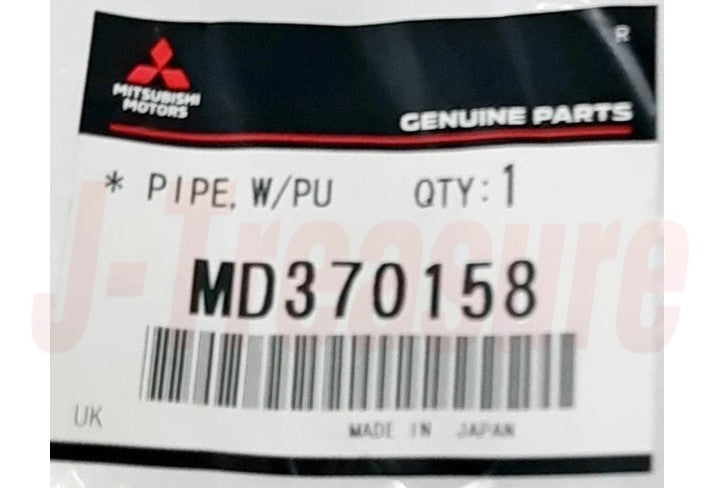 R
MITSUBISHI
MOTORS
GENUINE PARTS
* PIPE, W/PU QTY:1
MD370158
J-Treasure
UK
MADE IN JAPAN